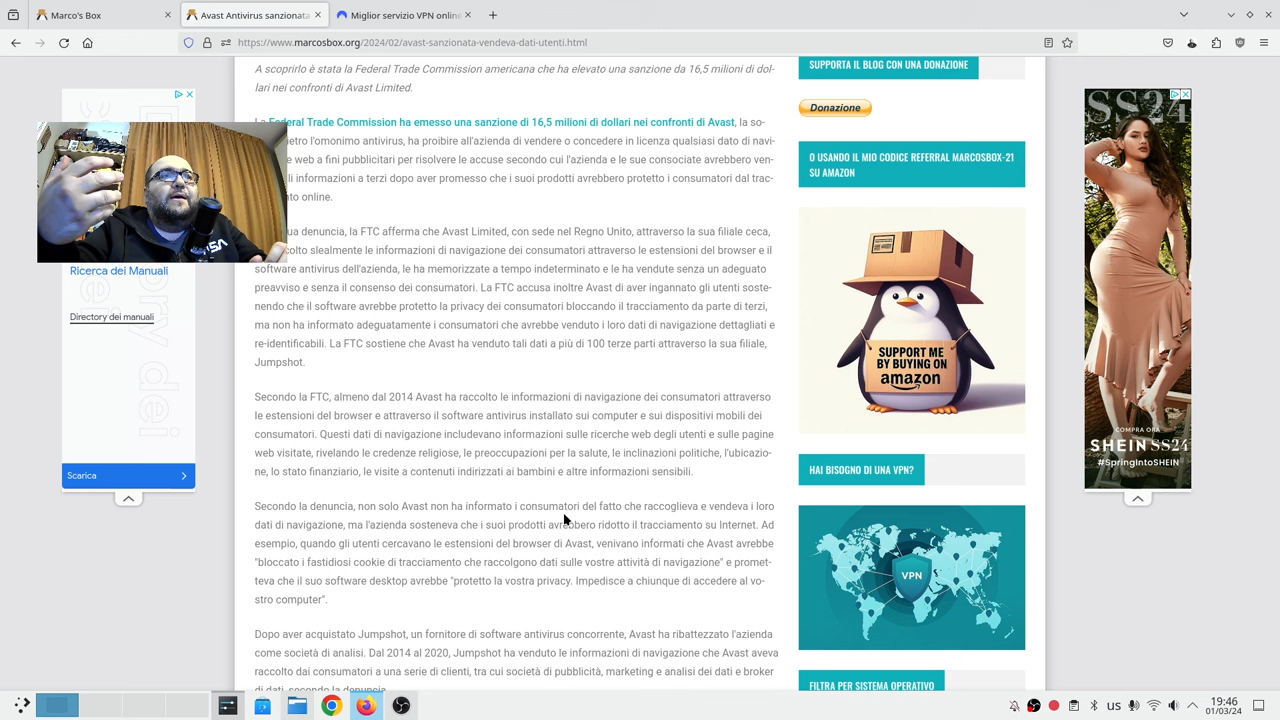 Marco's Box
Avast Antivirus sanzionata
Miglior servizio VPN online
https://www.marcosbox.org/2024/02/avast-sanzionata-vendeva-dati-utenti.html
A scoprirlo è stata la Federal Trade Commission americana che ha elevato una sanzione da 16,5 milioni di dol-
lari nei confronti di Avast Limited.
La Federal Trade Commission ha emesso una sanzione di 16,5 milioni di dollari nei confronti di Avast, la so-
etro l'omonimo antivirus, ha proibire all'azienda di vendere o concedere in licenza qualsiasi dato di navi-
e web a fini pubblicitari per risolvere le accuse secondo cui l'azienda e le sue consociate avrebbero ven-
li informazioni a terzi dopo aver promesso che i suoi prodotti avrebbero protetto i consumatori dal trac-
nto online.
ua denuncia, la FTC afferma che Avast Limited, con sede nel Regno Unito, attraverso la sua filiale ceca,
colto slealmente le informazioni di navigazione dei consumatori attraverso le estensioni del browser e il
software antivirus dell'azienda, le ha memorizzate a tempo indeterminato e le ha vendute senza un adeguato
preavviso e senza il consenso dei consumatori. La FTC accusa inoltre Avast di aver ingannato gli utenti soste-
nendo che il software avrebbe protetto la privacy dei consumatori bloccando il tracciamento da parte di terzi,
ma non ha informato adeguatamente i consumatori che avrebbe venduto i loro dati di navigazione dettagliati e
re-identificabili. La FTC sostiene che Avast ha venduto tali dati a più di 100 terze parti attraverso la sua filiale,
Jumpshot.
Secondo la FTC, almeno dal 2014 Avast ha raccolto le informazioni di navigazione dei consumatori attraverso
le estensioni del browser e attraverso il software antivirus installato sui computer e sui dispositivi mobili dei
consumatori. Questi dati di navigazione includevano informazioni sulle ricerche web degli utenti e sulle pagine
web visitate, rivelando le credenze religiose, le preoccupazioni per la salute, le inclinazioni politiche, l'ubicazio-
ne, lo stato finanziario, le visite a contenuti indirizzati ai bambini e altre informazioni sensibili.
Secondo la denuncia, non solo Avast non ha informato i consumatori del fatto che raccoglieva e vendeva i loro
dati di navigazione, ma l'azienda sosteneva che i suoi prodotti avrebbero ridotto il tracciamento su Internet. Ad
esempio, quando gli utenti cercavano le estensioni del browser di Avast, venivano informati che Avast avrebbe
"bloccato i fastidiosi cookie di tracciamento che raccolgono dati sulle vostre attività di navigazione" e promet-
teva che il suo software desktop avrebbe "protetto la vostra privacy. Impedisce a chiunque di accedere al vo-
stro computer".
Dopo aver acquistato Jumpshot, un fornitore di software antivirus concorrente, Avast ha ribattezzato l'azienda
come società di analisi. Dal 2014 al 2020, Jumpshot ha venduto le informazioni di navigazione che Avast aveva
raccolto dai consumatori a una serie di clienti, tra cui società di pubblicità, marketing e analisi dei dati e broker
di dati, secondo la denuncia.
NASA
Ricerca dei Manuali
Directory dei manuali
Scarica
SUPPORTA IL BLOG CON UNA DONAZIONE
Donazione
O USANDO IL MIO CODICE REFERRAL MARCOSBOX-21
SU AMAZON
SUPPORT ME
BY BUYING ON
amazon
HAI BISOGNO DI UNA VPN?
VPN
FILTRA PER SISTEMA OPERATIVO
SS24
COMPRA ORA
SHEIN SS24
#SpringIntoSHEIN
us
19:46
01/03/24